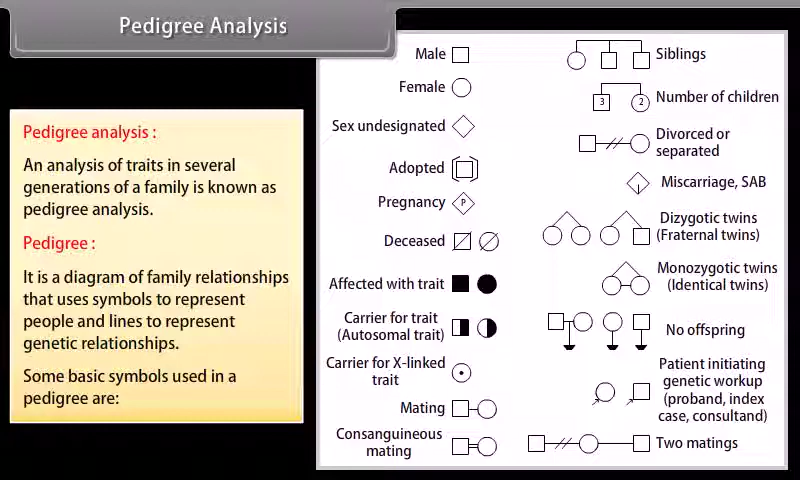 Pedigree Analysis
Pedigree analysis :
An analysis of traits in several
generations of a family is known as
pedigree analysis.
Pedigree :
It is a diagram of family relationships
that uses symbols to represent
people and lines to represent
genetic relationships.
Some basic symbols used in a
pedigree are:
Male
Female
Sex undesignated
Adopted
Pregnancy
P
Deceased
Affected with trait
Carrier for trait
(Autosomal trait)
Carrier for X-linked
trait
Mating
Consanguineous
mating
Siblings
3
2
Number of children
Divorced or
separated
Miscarriage, SAB
Dizygotic twins
(Fraternal twins)
Monozygotic twins
(Identical twins)
No offspring
Patient initiating
genetic workup
(proband, index
case, consultand)
Two matings